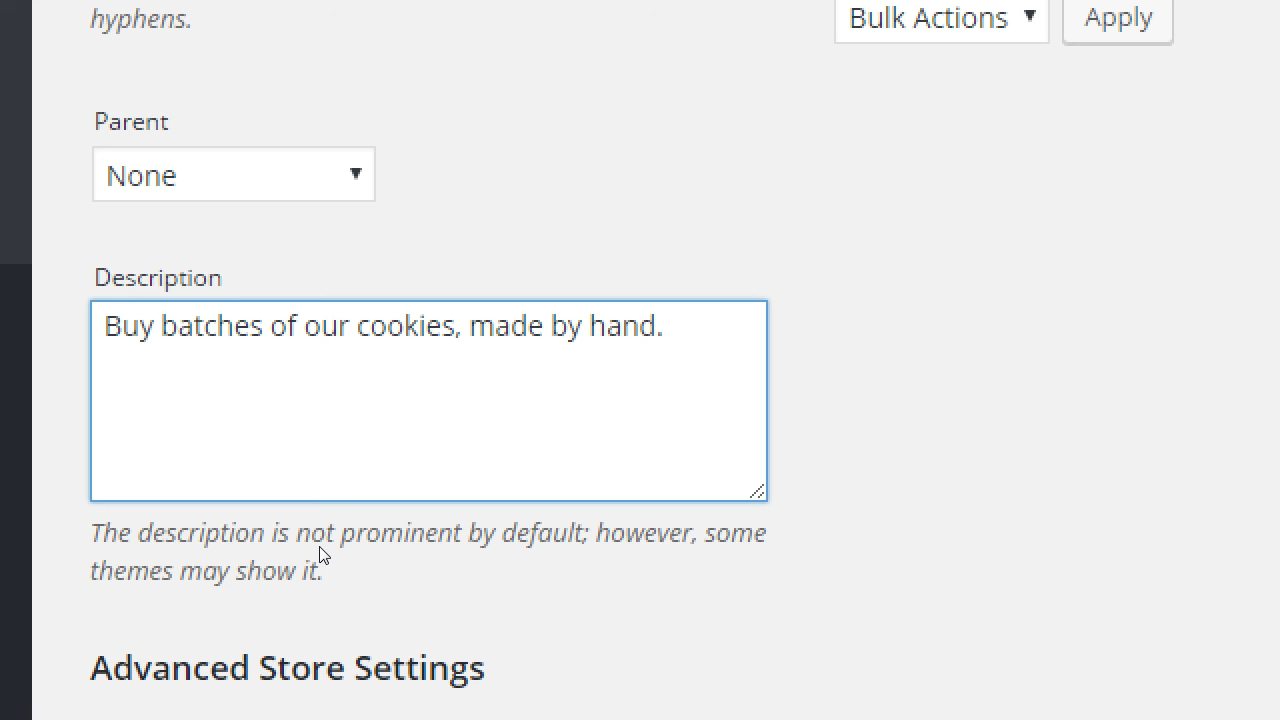 hyphens.
Bulk Actions
Apply
Parent
None
Description
Buy batches of our cookies, made by hand.
The description is not prominent by default; however, some
themes may show it.
Advanced Store Settings